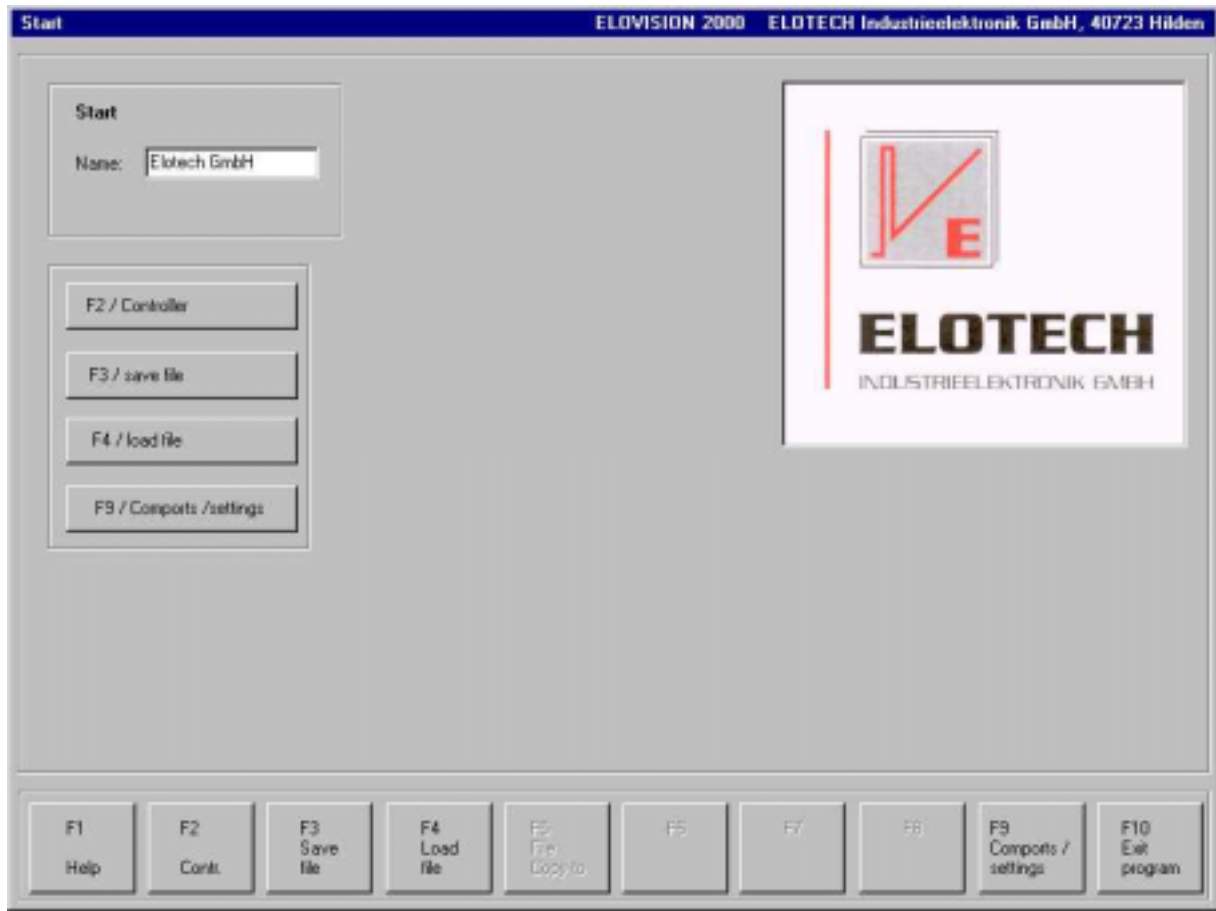 Start
ELOVISION 2000 ELOTECH Industrieelektronik GmbH, 40723 Hilden
Start
Name: Elotech GmbH
E
ELOTECH
INDUSTRIEELEKTRONIK GMBH
F2 / Controller
F3 / save file
F4 / load file
F9 / Comports /settings
F1
Help
F2
Contr.
F3
Save
file
F4
Load
file
F5
File
Copy to
F6
F7
F8
F9
Comports /
settings
F10
Exit
program